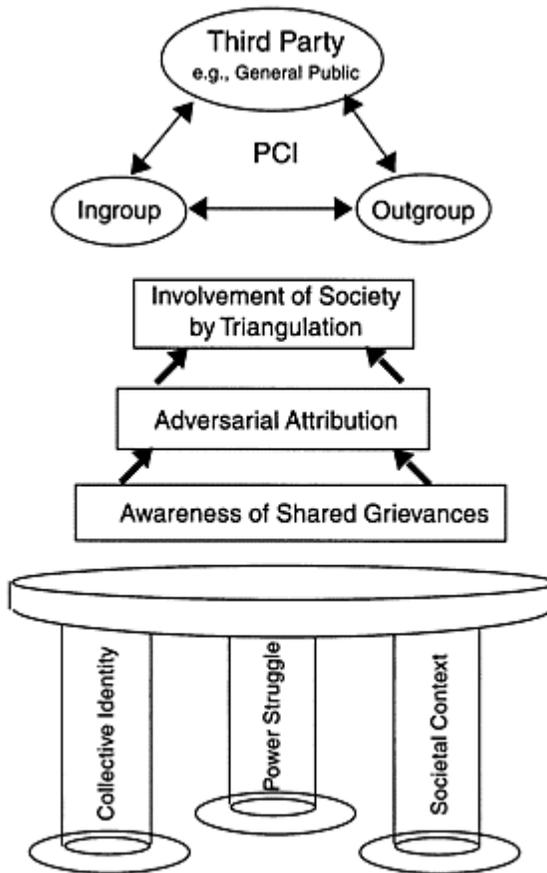 Third Party
e.g., General Public
PCI
Ingroup
Outgroup
Involvement of Society
by Triangulation
Adversarial Attribution
Awareness of Shared Grievances
Collective Identity
Power Struggle
Societal Context